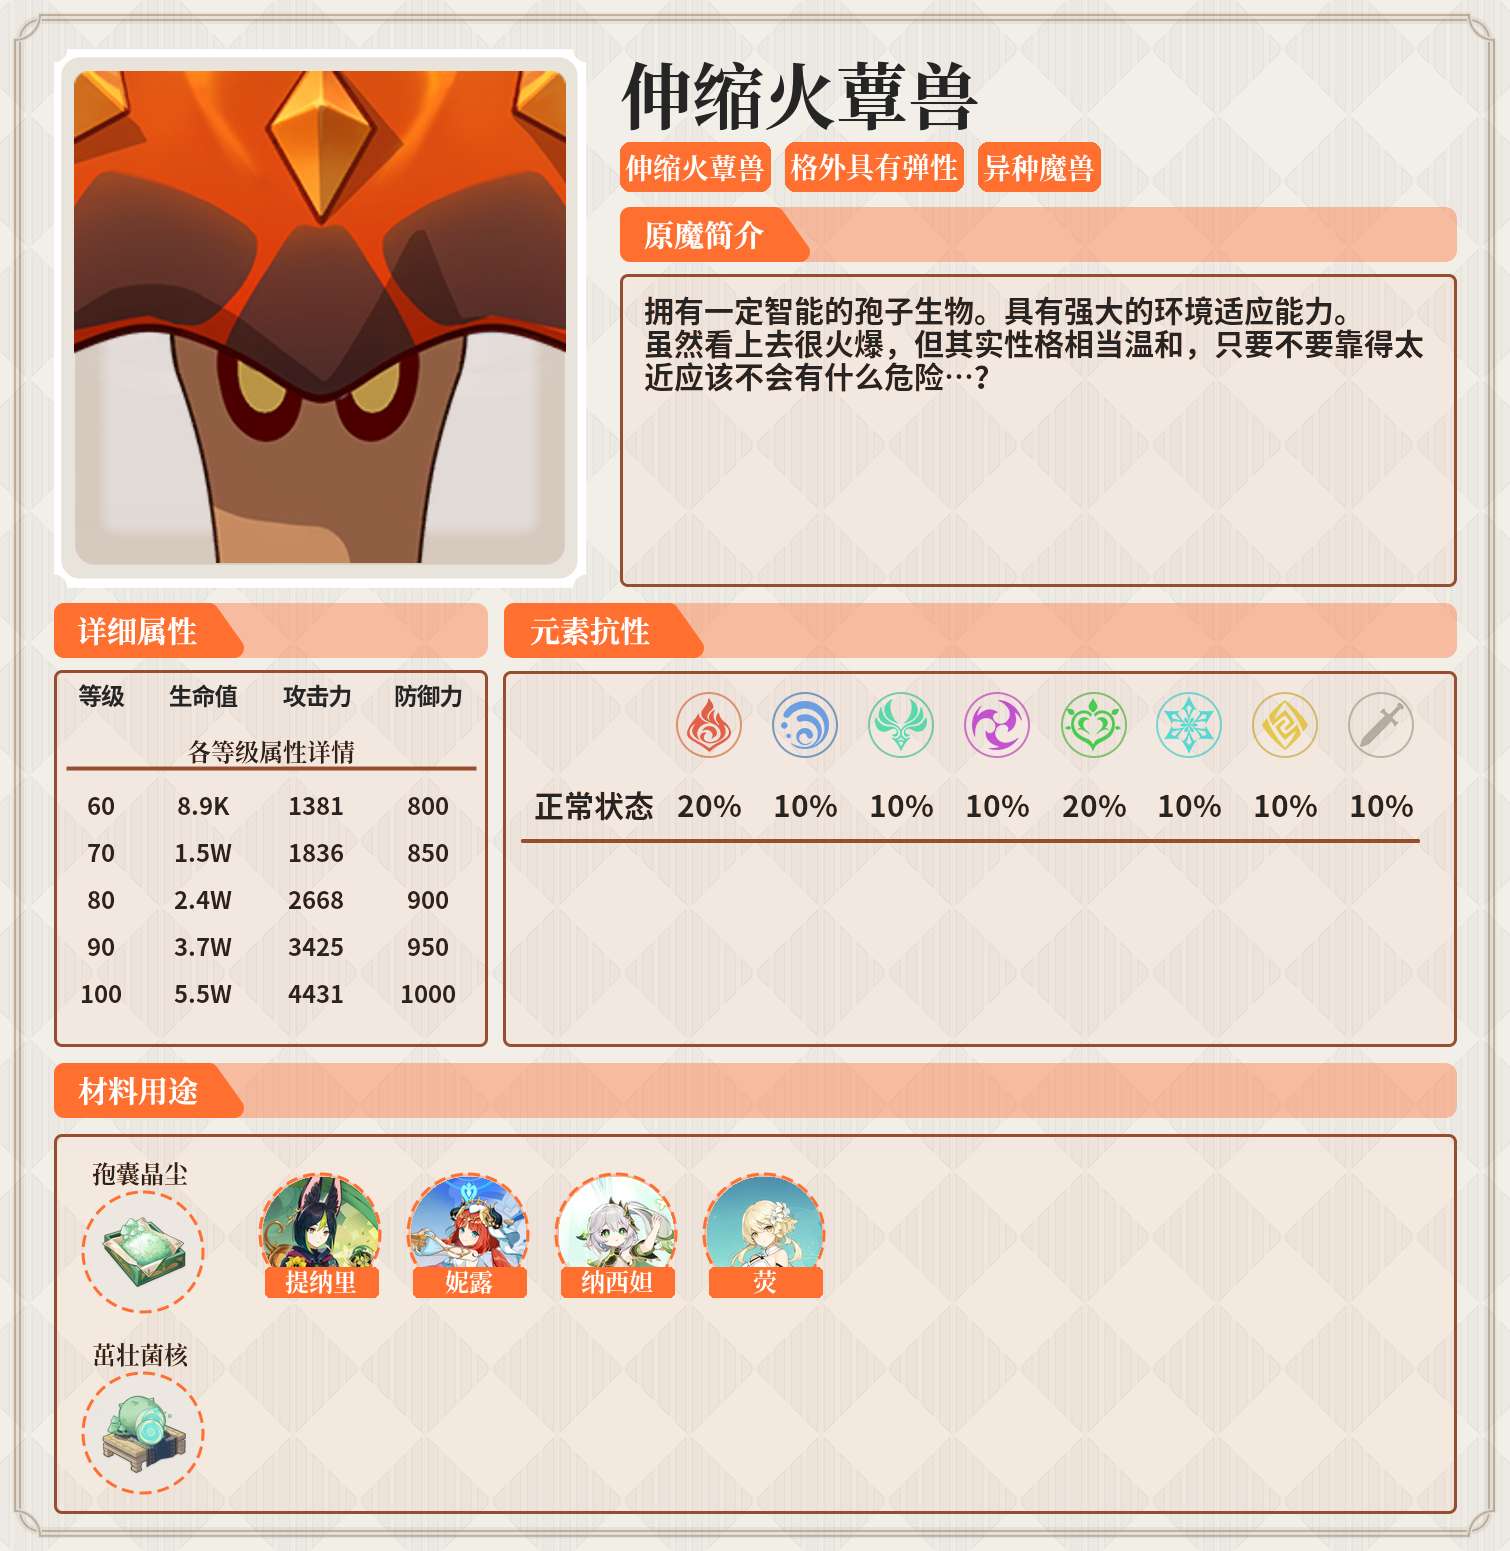 伸缩火蕈兽
伸缩火蕈兽 格外具有弹性 异种魔兽
原魔简介
拥有一定智能的孢子生物。具有强大的环境适应能力。
虽然看上去很火爆，但其实性格相当温和，只要不要靠得太
近应该不会有什么危险…？
详细属性
等级 生命值 攻击力 防御力
各等级属性详情
60 8.9K 1381 800
70 1.5W 1836 850
80 2.4W 2668 900
90 3.7W 3425 950
100 5.5W 4431 1000
元素抗性
正常状态 20% 10% 10% 10% 20% 10% 10% 10%
材料用途
孢囊晶尘
提纳里 妮露 纳西妲 荧
茁壮菌核